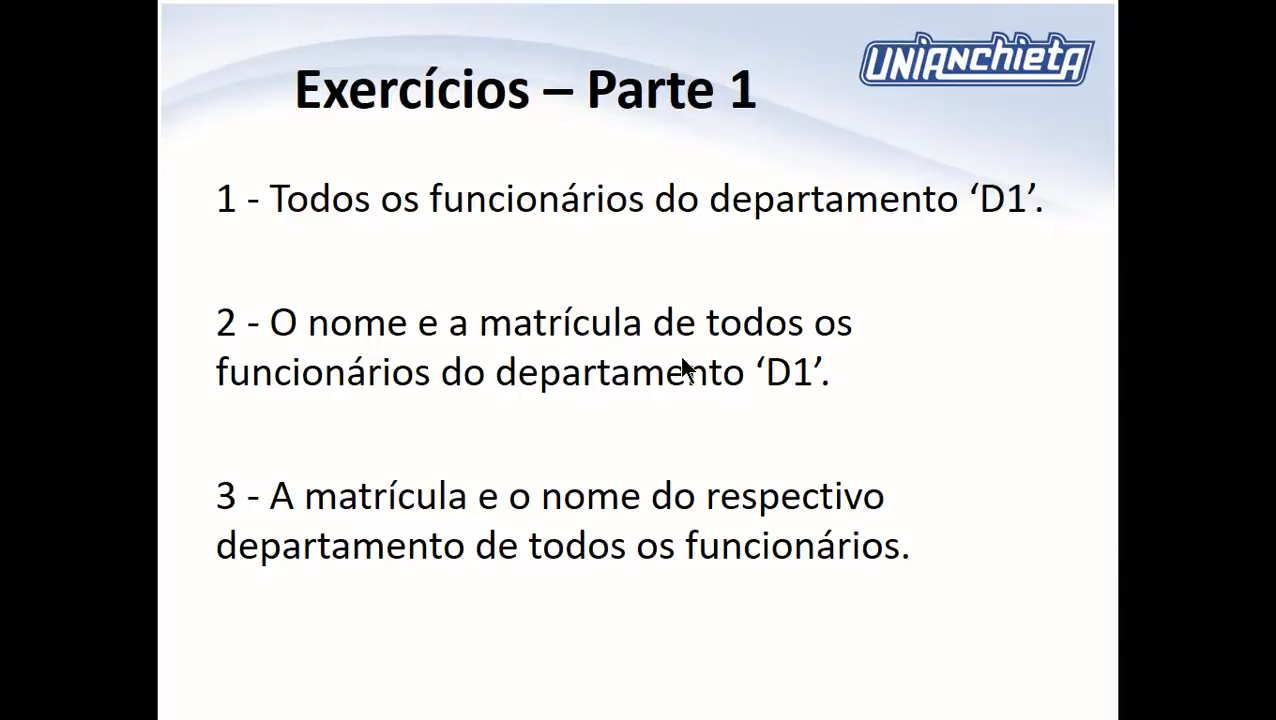 UNIANCHIETA
Exercícios – Parte 1
1 - Todos os funcionários do departamento ‘D1’.
2 - O nome e a matrícula de todos os
funcionários do departamento ‘D1’.
3 - A matrícula e o nome do respectivo
departamento de todos os funcionários.